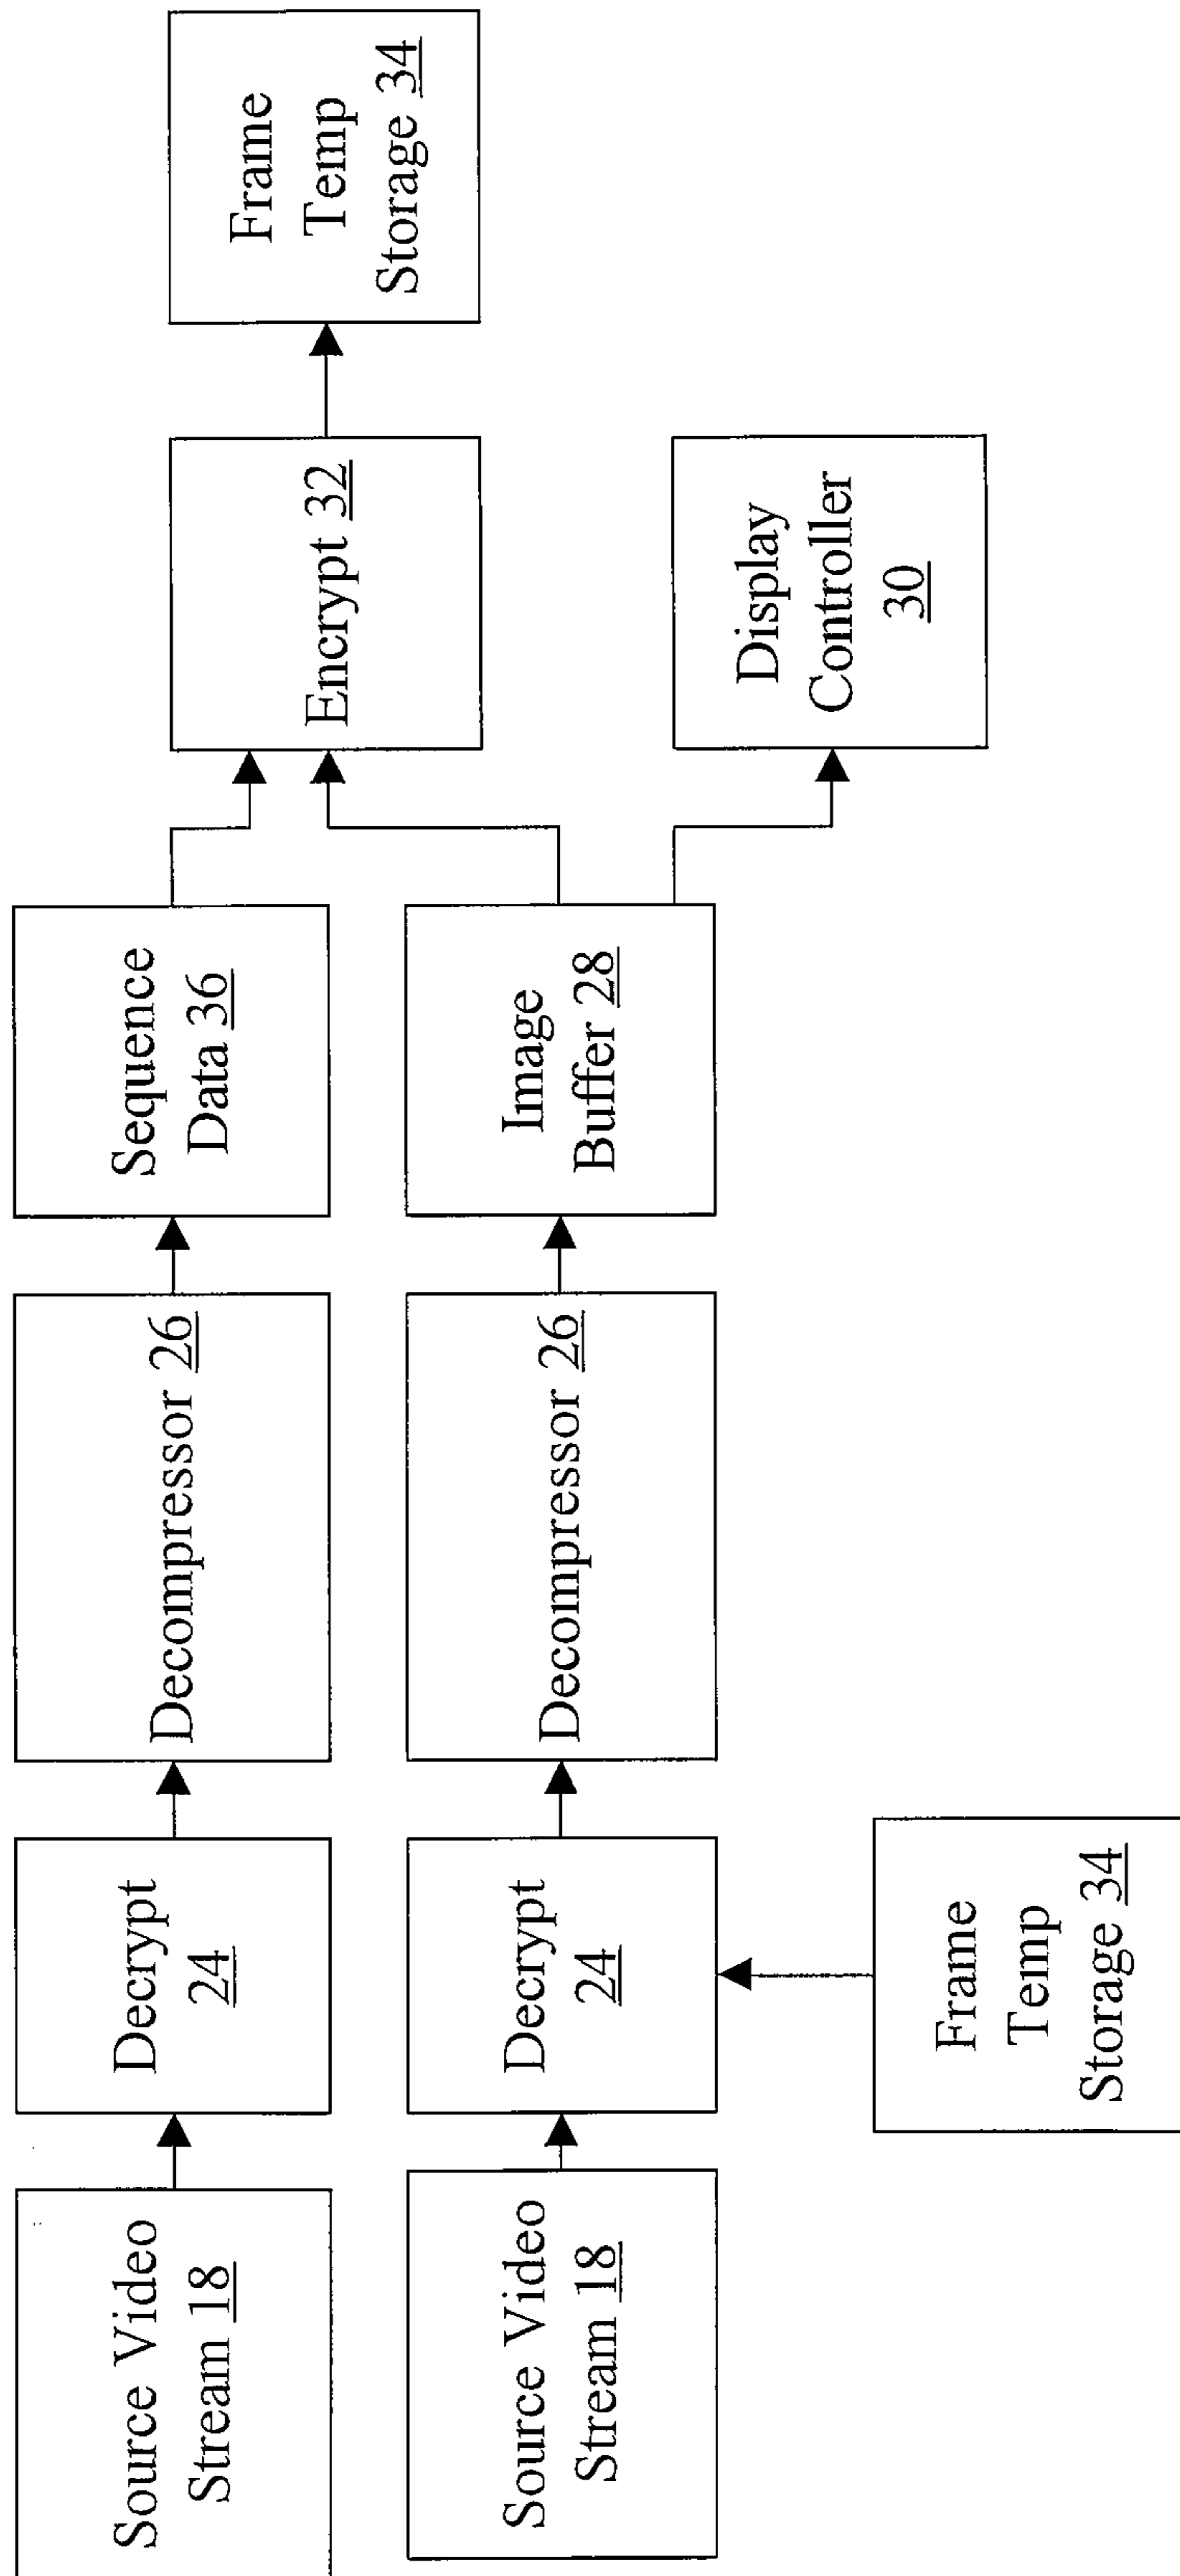 Source Video
Stream 18
Decrypt
24
Decompressor 26
Sequence
Data 36
Encrypt 32
Frame
Temp
Storage 34
Source Video
Stream 18
Decrypt
24
Decompressor 26
Image
Buffer 28
Display
Controller
30
Frame
Temp
Storage 34